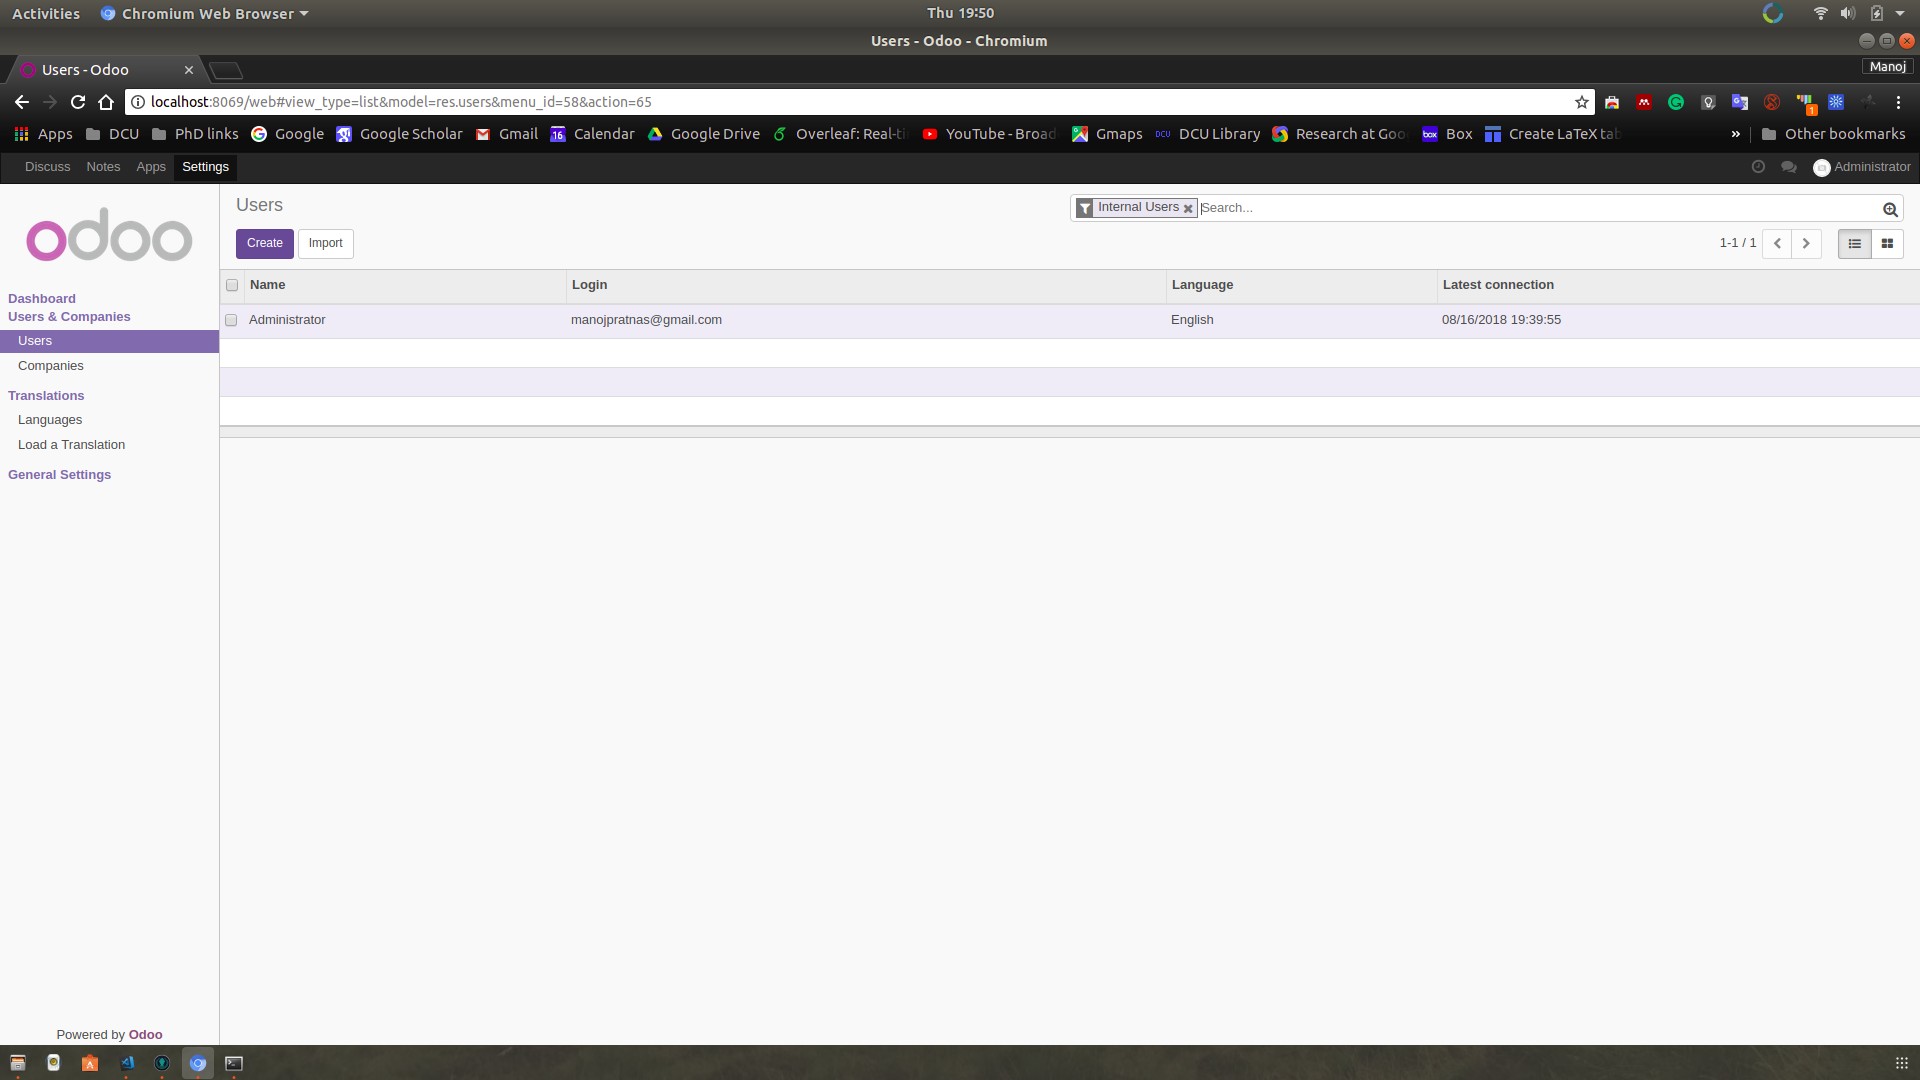 Activities Chromium Web Browser Thu 19:50
Users - Odoo - Chromium
Users - Odoo Manoj
localhost:8069/web#view_type=list&model=res.users&menu_id=58&action=65
Apps DCU PhD links Google Google Scholar Gmail 16 Calendar Google Drive Overleaf: Real-ti YouTube - Broad Gmaps DCU DCU Library Research at Goo box Box Create LaTeX tab » Other bookmarks
Discuss Notes Apps Settings Administrator
odoo
Users
Internal Users Search...
Create Import
1-1 / 1
Dashboard
Users & Companies
Users
Companies
Translations
Languages
Load a Translation
General Settings
Name Login Language Latest connection
Administrator manojpratnas@gmail.com English 08/16/2018 19:39:55
Powered by Odoo